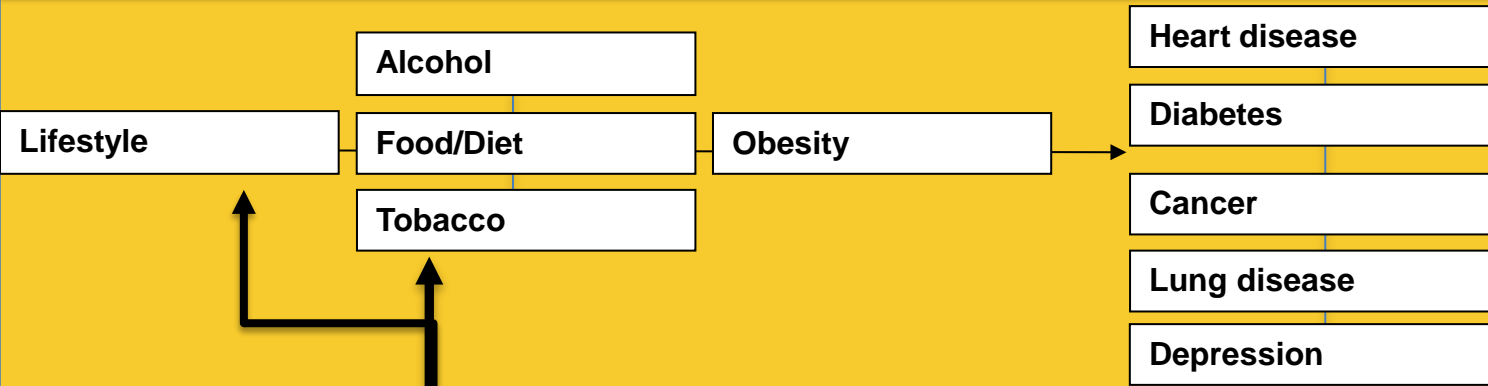 Lifestyle
Alcohol
Food/Diet
Tobacco
Obesity
Heart disease
Diabetes
Cancer
Lung disease
Depression